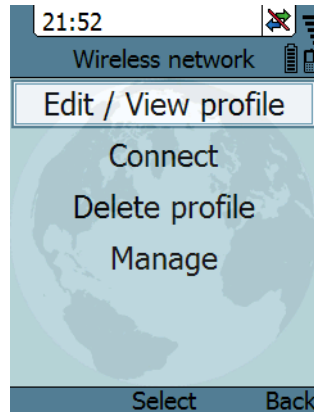 21:52
Wireless network
Edit / View profile
Connect
Delete profile
Manage
Select Back